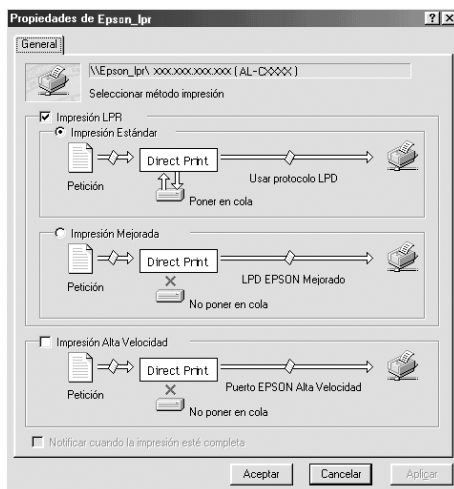 Propiedades de Epson_lpr
General
\\Epson_lpr\ xxx.xxx.xxx.xxx ( AL-CXXXX )
Seleccionar método impresión
Impresión LPR
Impresión Estándar
Petición
Direct Print
Usar protocolo LPD
Poner en cola
Impresión Mejorada
Petición
Direct Print
LPD EPSON Mejorado
No poner en cola
Impresión Alta Velocidad
Petición
Direct Print
Puerto EPSON Alta Velocidad
No poner en cola
Notificar cuando la impresión esté completa
Aceptar Cancelar Aplicar